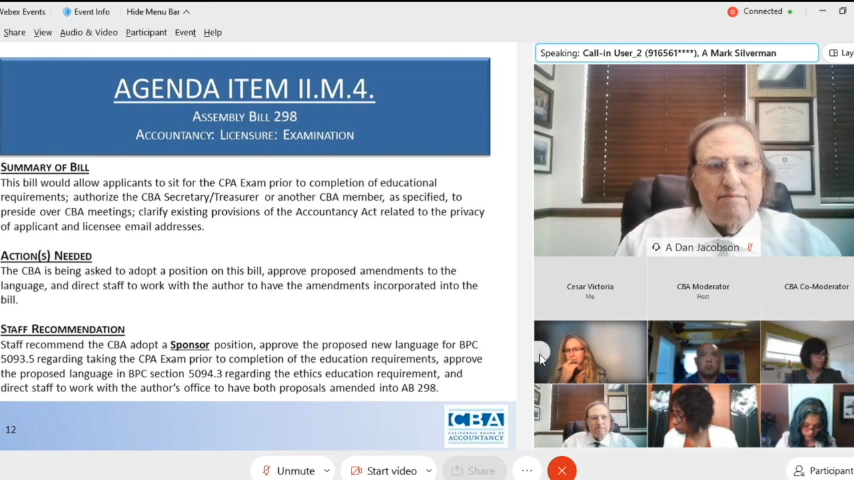 Webex Events
Event Info
Hide Menu Bar
Connected
Share View Audio & Video Participant Event Help
Speaking: Call-in User_2 (916561****), A Mark Silverman
Lay
AGENDA ITEM II.M.4.
ASSEMBLY BILL 298
ACCOUNTANCY: LICENSURE: EXAMINATION
SUMMARY OF BILL
This bill would allow applicants to sit for the CPA Exam prior to completion of educational
requirements; authorize the CBA Secretary/Treasurer or another CBA member, as specified, to
preside over CBA meetings; clarify existing provisions of the Accountancy Act related to the privacy
of applicant and licensee email addresses.
ACTION(S) NEEDED
The CBA is being asked to adopt a position on this bill, approve proposed amendments to the
language, and direct staff to work with the author to have the amendments incorporated into the
bill.
STAFF RECOMMENDATION
Staff recommend the CBA adopt a Sponsor position, approve the proposed new language for BPC
5093.5 regarding taking the CPA Exam prior to completion of the education requirements, approve
the proposed language in BPC section 5094.3 regarding the ethics education requirement, and
direct staff to work with the author's office to have both proposals amended into AB 298.
12
CBA
CALIFORNIA BOARD OF
ACCOUNTANCY
A Dan Jacobson
Cesar Victoria
Me
CBA Moderator
Host
CBA Co-Moderator
Unmute
Start video
Share
Participant